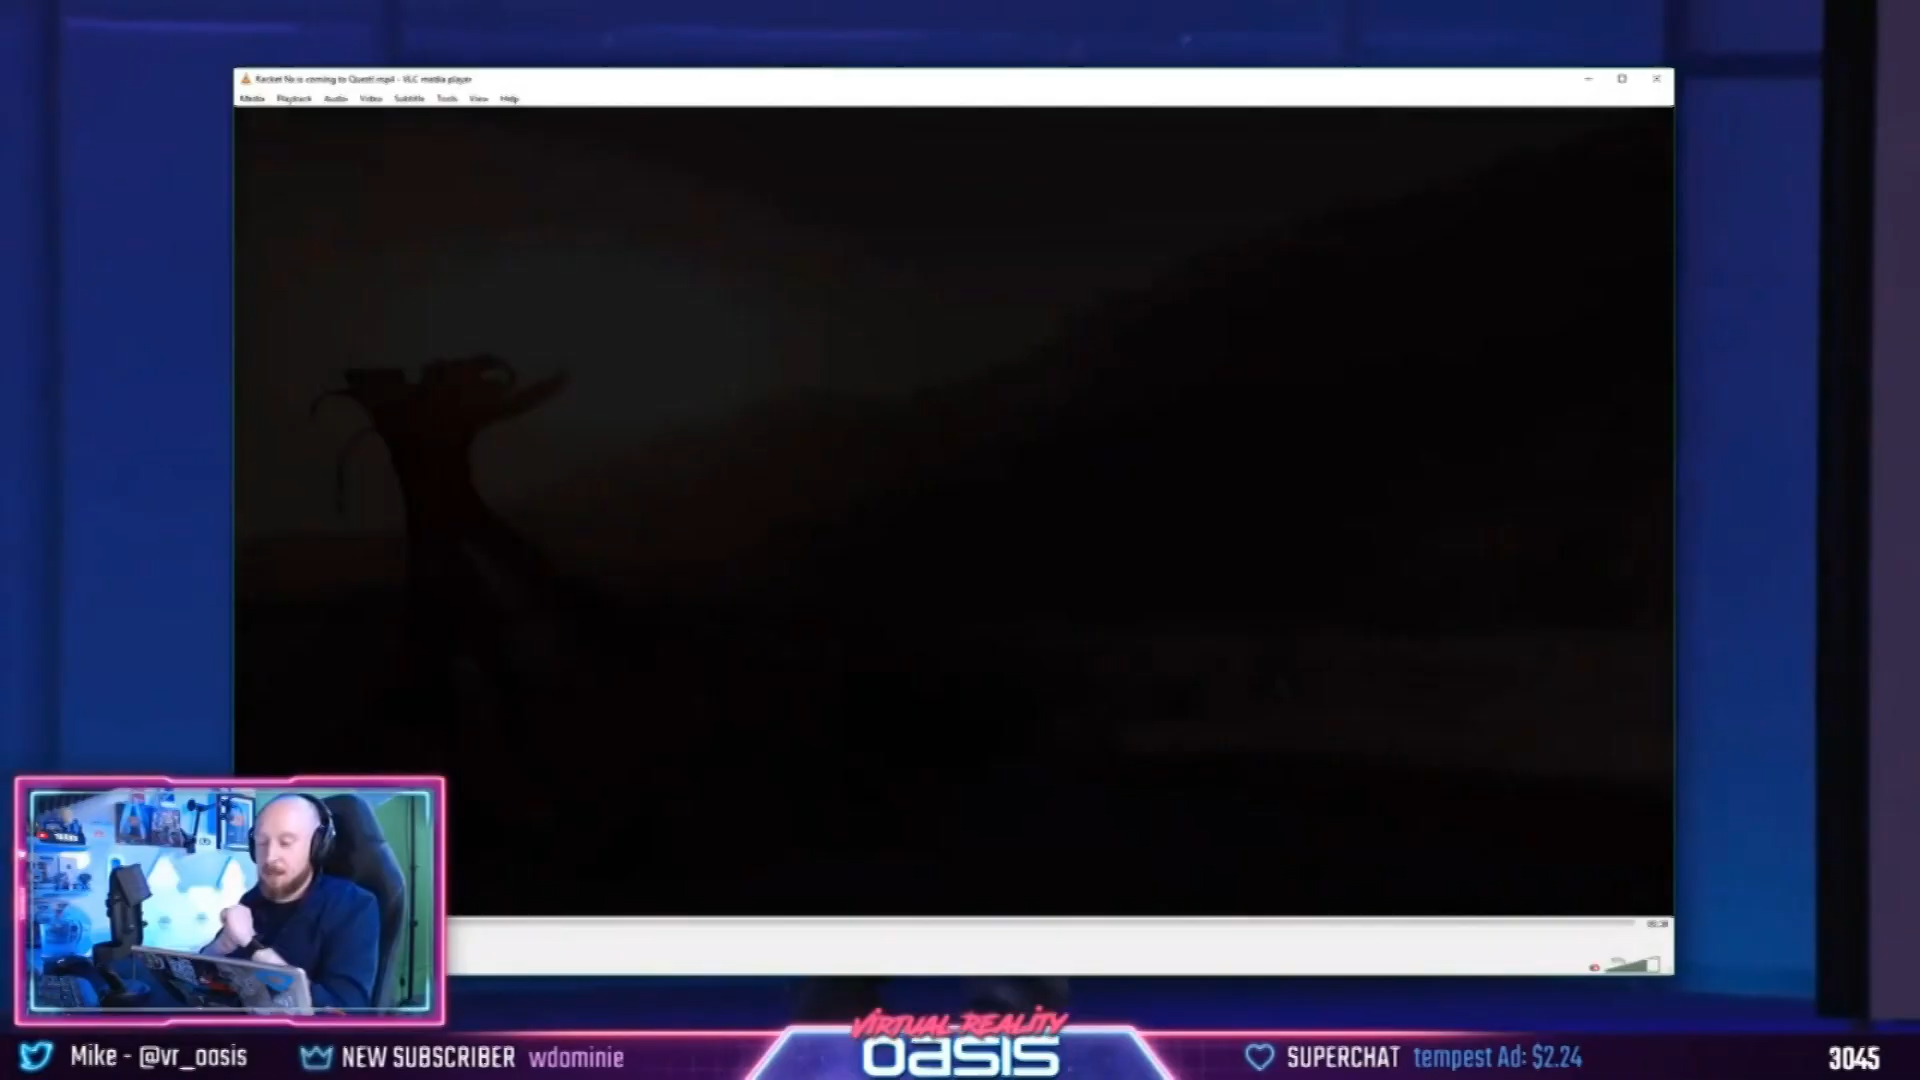 Racket Nx is coming to Quest!.mp4 - VLC media player
Media Playback Audio Video Subtitle Tools View Help
VIRTUAL REALITY
OASIS
Mike - @vr_oasis
NEW SUBSCRIBER wdominie
SUPERCHAT tempest Ad: $2.24
3045